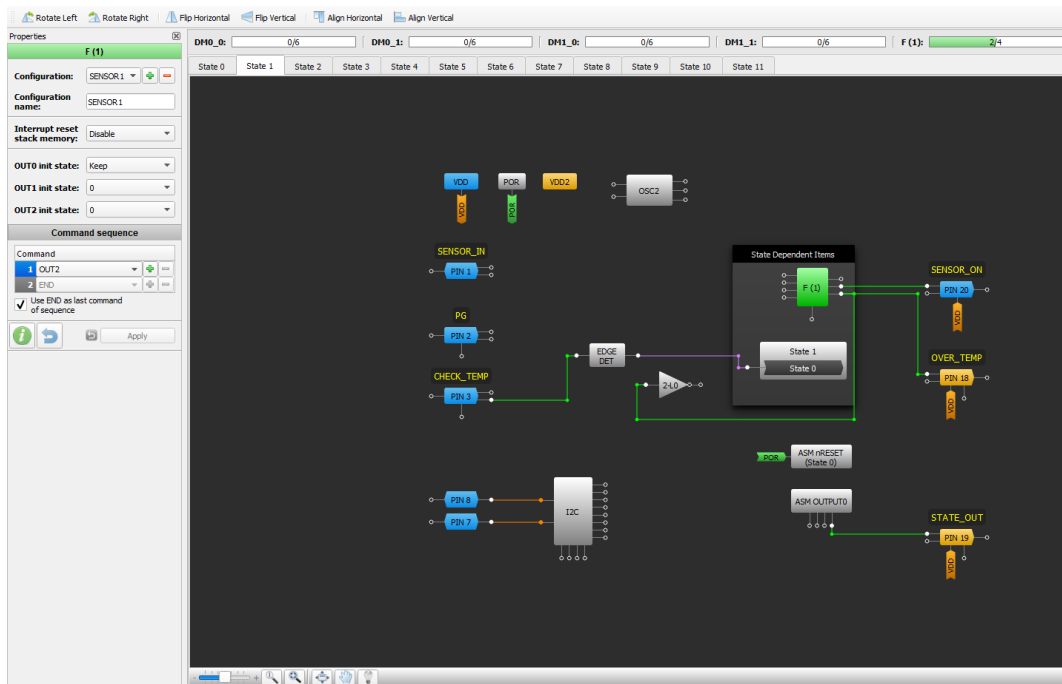 Rotate Left Rotate Right Flip Horizontal Flip Vertical Align Horizontal Align Vertical
Properties
F (1)
Configuration: SENSOR1
Configuration name: SENSOR1
Interrupt reset stack memory: Disable
OUT0 init state: Keep
OUT1 init state: 0
OUT2 init state: 0
Command sequence
Command
1 OUT2
2 END
Use END as last command of sequence
Apply
DM0_0: 0/6 DM0_1: 0/6 DM1_0: 0/6 DM1_1: 0/6 F (1): 2/4
State 0 State 1 State 2 State 3 State 4 State 5 State 6 State 7 State 8 State 9 State 10 State 11
VDD POR VDD2 OSC2
VDD POR
SENSOR_IN
PIN 1
PG
PIN 2
CHECK_TEMP
PIN 3
EDGE DET
2-L0
State Dependent Items
F (1)
State 1
State 0
SENSOR_ON
PIN 20
VDD
OVER_TEMP
PIN 18
VDD
POR
ASM nRESET
(State 0)
PIN 8
PIN 7
I2C
ASM OUTPUT0
STATE_OUT
PIN 19
VDD